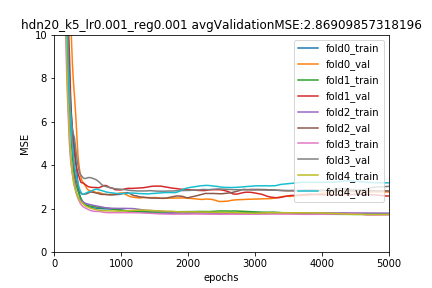 hdn20_k5_lr0.001_reg0.001 avgValidationMSE:2.86909857318196
10
8
6
4
2
0
MSE
fold0_train
fold0_val
fold1_train
fold1_val
fold2_train
fold2_val
fold3_train
fold3_val
fold4_train
fold4_val
0 1000 2000 3000 4000 5000
epochs